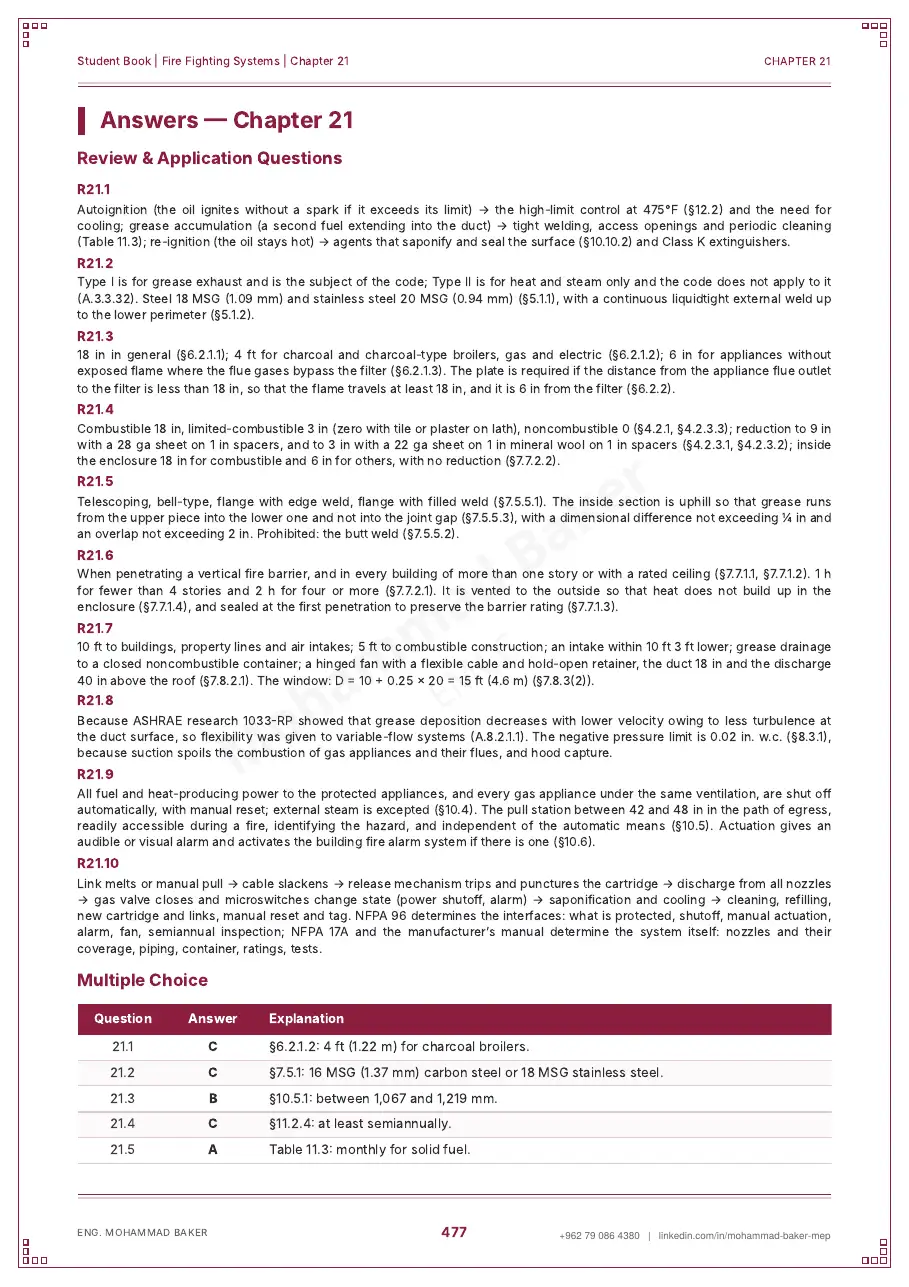 Student Book | Fire Fighting Systems | Chapter 21
CHAPTER 21
Answers — Chapter 21
Review & Application Questions
R21.1
Autoignition (the oil ignites without a spark if it exceeds its limit) → the high-limit control at 475°F (§12.2) and the need for
cooling; grease accumulation (a second fuel extending into the duct) → tight welding, access openings and periodic cleaning
(Table 11.3); re-ignition (the oil stays hot) → agents that saponify and seal the surface (§10.10.2) and Class K extinguishers.
R21.2
Type I is for grease exhaust and is the subject of the code; Type II is for heat and steam only and the code does not apply to it
(A.3.3.32). Steel 18 MSG (1.09 mm) and stainless steel 20 MSG (0.94 mm) (§5.1.1), with a continuous liquidtight external weld up
to the lower perimeter (§5.1.2).
R21.3
18 in in general (§6.2.1.1); 4 ft for charcoal and charcoal-type broilers, gas and electric (§6.2.1.2); 6 in for appliances without
exposed flame where the flue gases bypass the filter (§6.2.1.3). The plate is required if the distance from the appliance flue outlet
to the filter is less than 18 in, so that the flame travels at least 18 in, and it is 6 in from the filter (§6.2.2).
R21.4
Combustible 18 in, limited-combustible 3 in (zero with tile or plaster on lath), noncombustible 0 (§4.2.1, §4.2.3.3); reduction to 9 in
with a 28 ga sheet on 1 in spacers, and to 3 in with a 22 ga sheet on 1 in mineral wool on 1 in spacers (§4.2.3.1, §4.2.3.2); inside
the enclosure 18 in for combustible and 6 in for others, with no reduction (§7.7.2.2).
R21.5
Telescoping, bell-type, flange with edge weld, flange with filled weld (§7.5.5.1). The inside section is uphill so that grease runs
from the upper piece into the lower one and not into the joint gap (§7.5.5.3), with a dimensional difference not exceeding ¼ in and
an overlap not exceeding 2 in. Prohibited: the butt weld (§7.5.5.2).
R21.6
When penetrating a vertical fire barrier, and in every building of more than one story or with a rated ceiling (§7.7.1.1, §7.7.1.2). 1 h
for fewer than 4 stories and 2 h for four or more (§7.7.2.1). It is vented to the outside so that heat does not build up in the
enclosure (§7.7.1.4), and sealed at the first penetration to preserve the barrier rating (§7.7.1.3).
R21.7
10 ft to buildings, property lines and air intakes; 5 ft to combustible construction; an intake within 10 ft 3 ft lower; grease drainage
to a closed noncombustible container; a hinged fan with a flexible cable and hold-open retainer, the duct 18 in and the discharge
40 in above the roof (§7.8.2.1). The window: D = 10 + 0.25 × 20 = 15 ft (4.6 m) (§7.8.3(2)).
R21.8
Because ASHRAE research 1033-RP showed that grease deposition decreases with lower velocity owing to less turbulence at
the duct surface, so flexibility was given to variable-flow systems (A.8.2.1.1). The negative pressure limit is 0.02 in. w.c. (§8.3.1),
because suction spoils the combustion of gas appliances and their flues, and hood capture.
R21.9
All fuel and heat-producing power to the protected appliances, and every gas appliance under the same ventilation, are shut off
automatically, with manual reset; external steam is excepted (§10.4). The pull station between 42 and 48 in in the path of egress,
readily accessible during a fire, identifying the hazard, and independent of the automatic means (§10.5). Actuation gives an
audible or visual alarm and activates the building fire alarm system if there is one (§10.6).
R21.10
Link melts or manual pull → cable slackens → release mechanism trips and punctures the cartridge → discharge from all nozzles
→ gas valve closes and microswitches change state (power shutoff, alarm) → saponification and cooling → cleaning, refilling,
new cartridge and links, manual reset and tag. NFPA 96 determines the interfaces: what is protected, shutoff, manual actuation,
alarm, fan, semiannual inspection; NFPA 17A and the manufacturer's manual determine the system itself: nozzles and their
coverage, piping, container, ratings, tests.
Multiple Choice
Question Answer Explanation
21.1 C §6.2.1.2: 4 ft (1.22 m) for charcoal broilers.
21.2 C §7.5.1: 16 MSG (1.37 mm) carbon steel or 18 MSG stainless steel.
21.3 B §10.5.1: between 1,067 and 1,219 mm.
21.4 C §11.2.4: at least semiannually.
21.5 A Table 11.3: monthly for solid fuel.
ENG. MOHAMMAD BAKER
477
+962 79 086 4380 | linkedin.com/in/mohammad-baker-mep